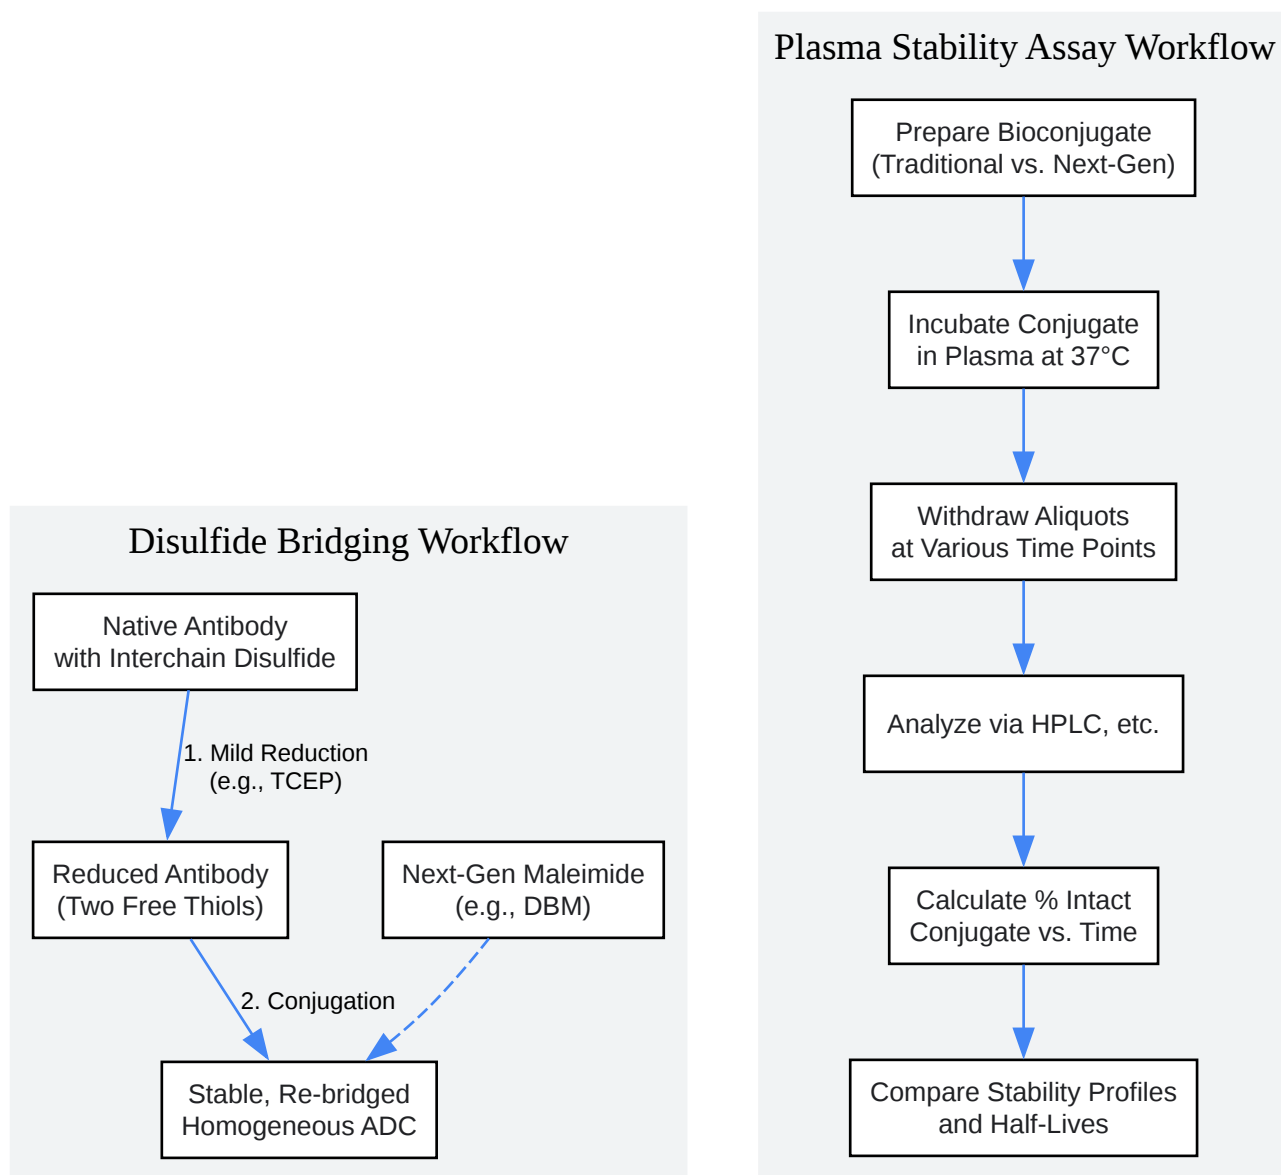 Disulfide Bridging Workflow
Native Antibody
with Interchain Disulfide
1. Mild Reduction
(e.g., TCEP)
Reduced Antibody
(Two Free Thiols)
Next-Gen Maleimide
(e.g., DBM)
2. Conjugation
Stable, Re-bridged
Homogeneous ADC
Plasma Stability Assay Workflow
Prepare Bioconjugate
(Traditional vs. Next-Gen)
Incubate Conjugate
in Plasma at 37°C
Withdraw Aliquots
at Various Time Points
Analyze via HPLC, etc.
Calculate % Intact
Conjugate vs. Time
Compare Stability Profiles
and Half-Lives